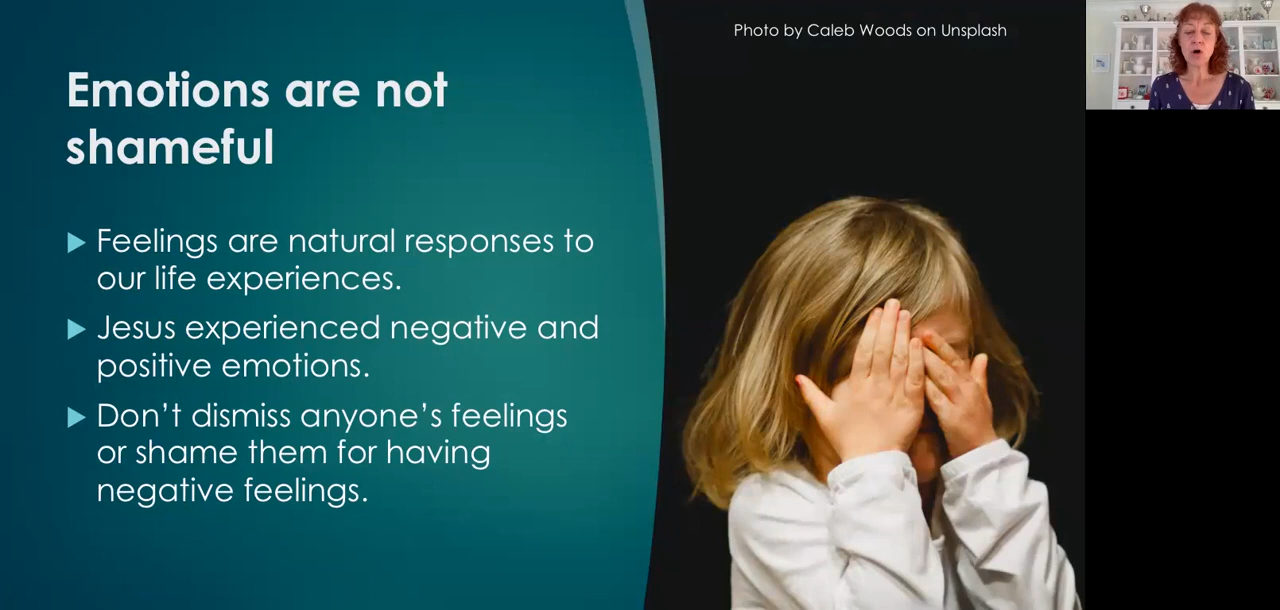 Photo by Caleb Woods on Unsplash
Emotions are not
shameful
Feelings are natural responses to
our life experiences.
Jesus experienced negative and
positive emotions.
Don’t dismiss anyone’s feelings
or shame them for having
negative feelings.